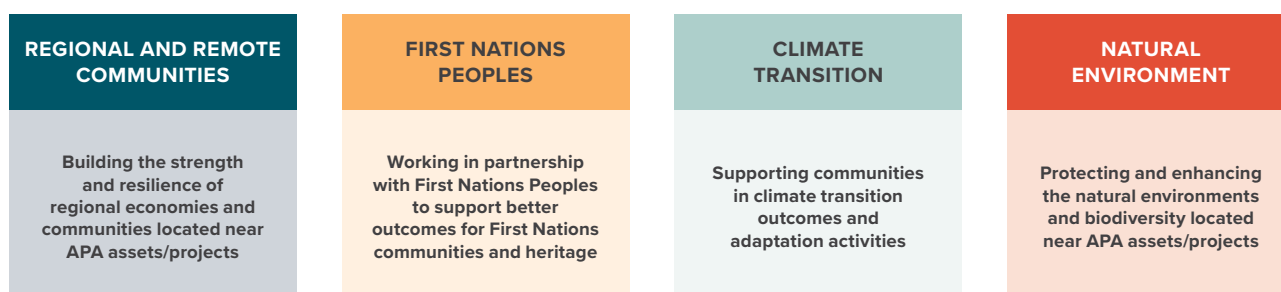 REGIONAL AND REMOTE
COMMUNITIES
Building the strength
and resilience of
regional economies and
communities located near
APA assets/projects
FIRST NATIONS
PEOPLES
Working in partnership
with First Nations Peoples
to support better
outcomes for First Nations
communities and heritage
CLIMATE
TRANSITION
Supporting communities
in climate transition
outcomes and
adaptation activities
NATURAL
ENVIRONMENT
Protecting and enhancing
the natural environments
and biodiversity located
near APA assets/projects